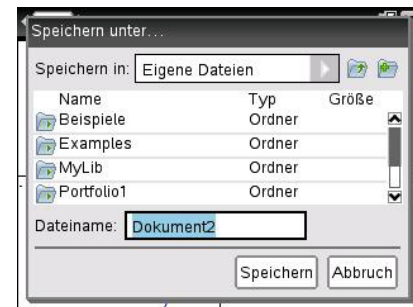 Speichern unter...
Speichern in: Eigene Dateien
Name Typ Größe
Beispiele Ordner
Examples Ordner
MyLib Ordner
Portfolio1 Ordner
Dateiname: Dokument2
Speichern Abbruch